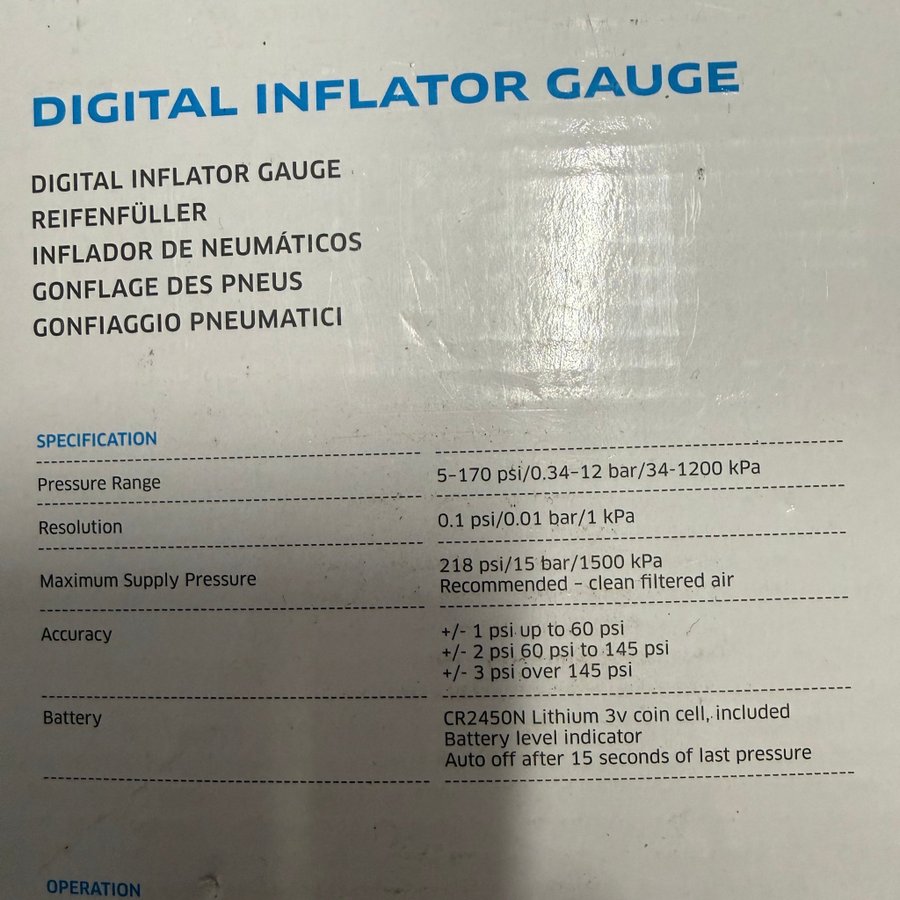 DIGITAL INFLATOR GAUGE
DIGITAL INFLATOR GAUGE
REIFENFÜLLER
INFLADOR DE NEUMÁTICOS
GONFLAGE DES PNEUS
GONFIAGGIO PNEUMATICI
SPECIFICATION
Pressure Range 5–170 psi/0.34–12 bar/34-1200 kPa
Resolution 0.1 psi/0.01 bar/1 kPa
Maximum Supply Pressure 218 psi/15 bar/1500 kPa
Recommended – clean filtered air
Accuracy +/- 1 psi up to 60 psi
+/- 2 psi 60 psi to 145 psi
+/- 3 psi over 145 psi
Battery CR2450N Lithium 3v coin cell, included
Battery level indicator
Auto off after 15 seconds of last pressure
OPERATION